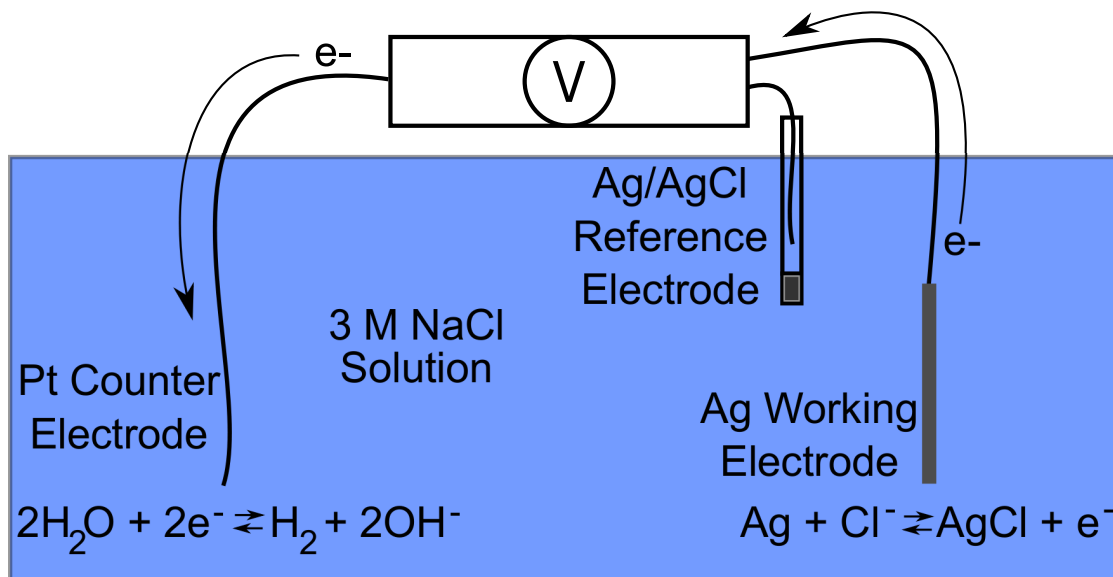 e-
V
Ag/AgCl
Reference
Electrode
e-
3 M NaCl
Solution
Pt Counter
Electrode
Ag Working
Electrode
2H₂O + 2e⁻ ⇄ H₂ + 2OH⁻
Ag + Cl⁻ ⇄ AgCl + e⁻